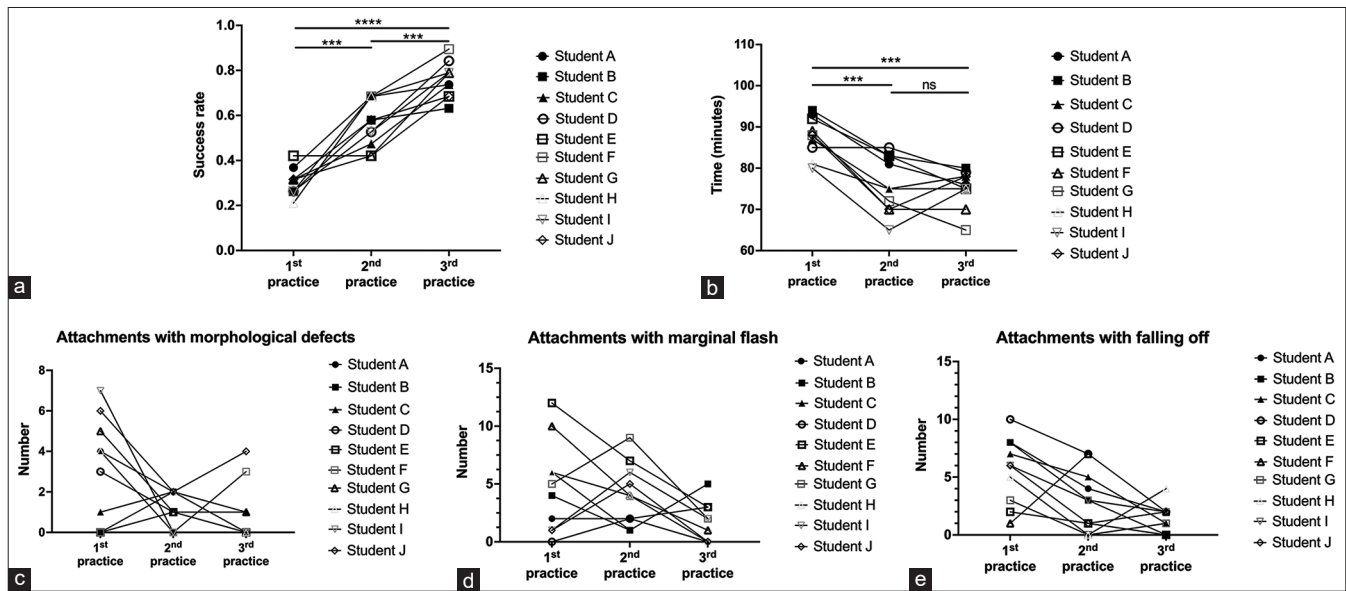 1.0
0.8
0.6
0.4
0.2
0.0
Success rate
****
***
***
1st practice
2nd practice
3rd practice
Student A
Student B
Student C
Student D
Student E
Student F
Student G
Student H
Student I
Student J
a
110
100
90
80
70
60
Time (minutes)
***
***
ns
1st practice
2nd practice
3rd practice
Student A
Student B
Student C
Student D
Student E
Student F
Student G
Student H
Student I
Student J
b
Attachments with morphological defects
8
6
4
2
0
Number
1st practice
2nd practice
3rd practice
Student A
Student B
Student C
Student D
Student E
Student F
Student G
Student H
Student I
Student J
c
Attachments with marginal flash
15
10
5
0
Number
1st practice
2nd practice
3rd practice
Student A
Student B
Student C
Student D
Student E
Student F
Student G
Student H
Student I
Student J
d
Attachments with falling off
15
10
5
0
Number
1st practice
2nd practice
3rd practice
Student A
Student B
Student C
Student D
Student E
Student F
Student G
Student H
Student I
Student J
e